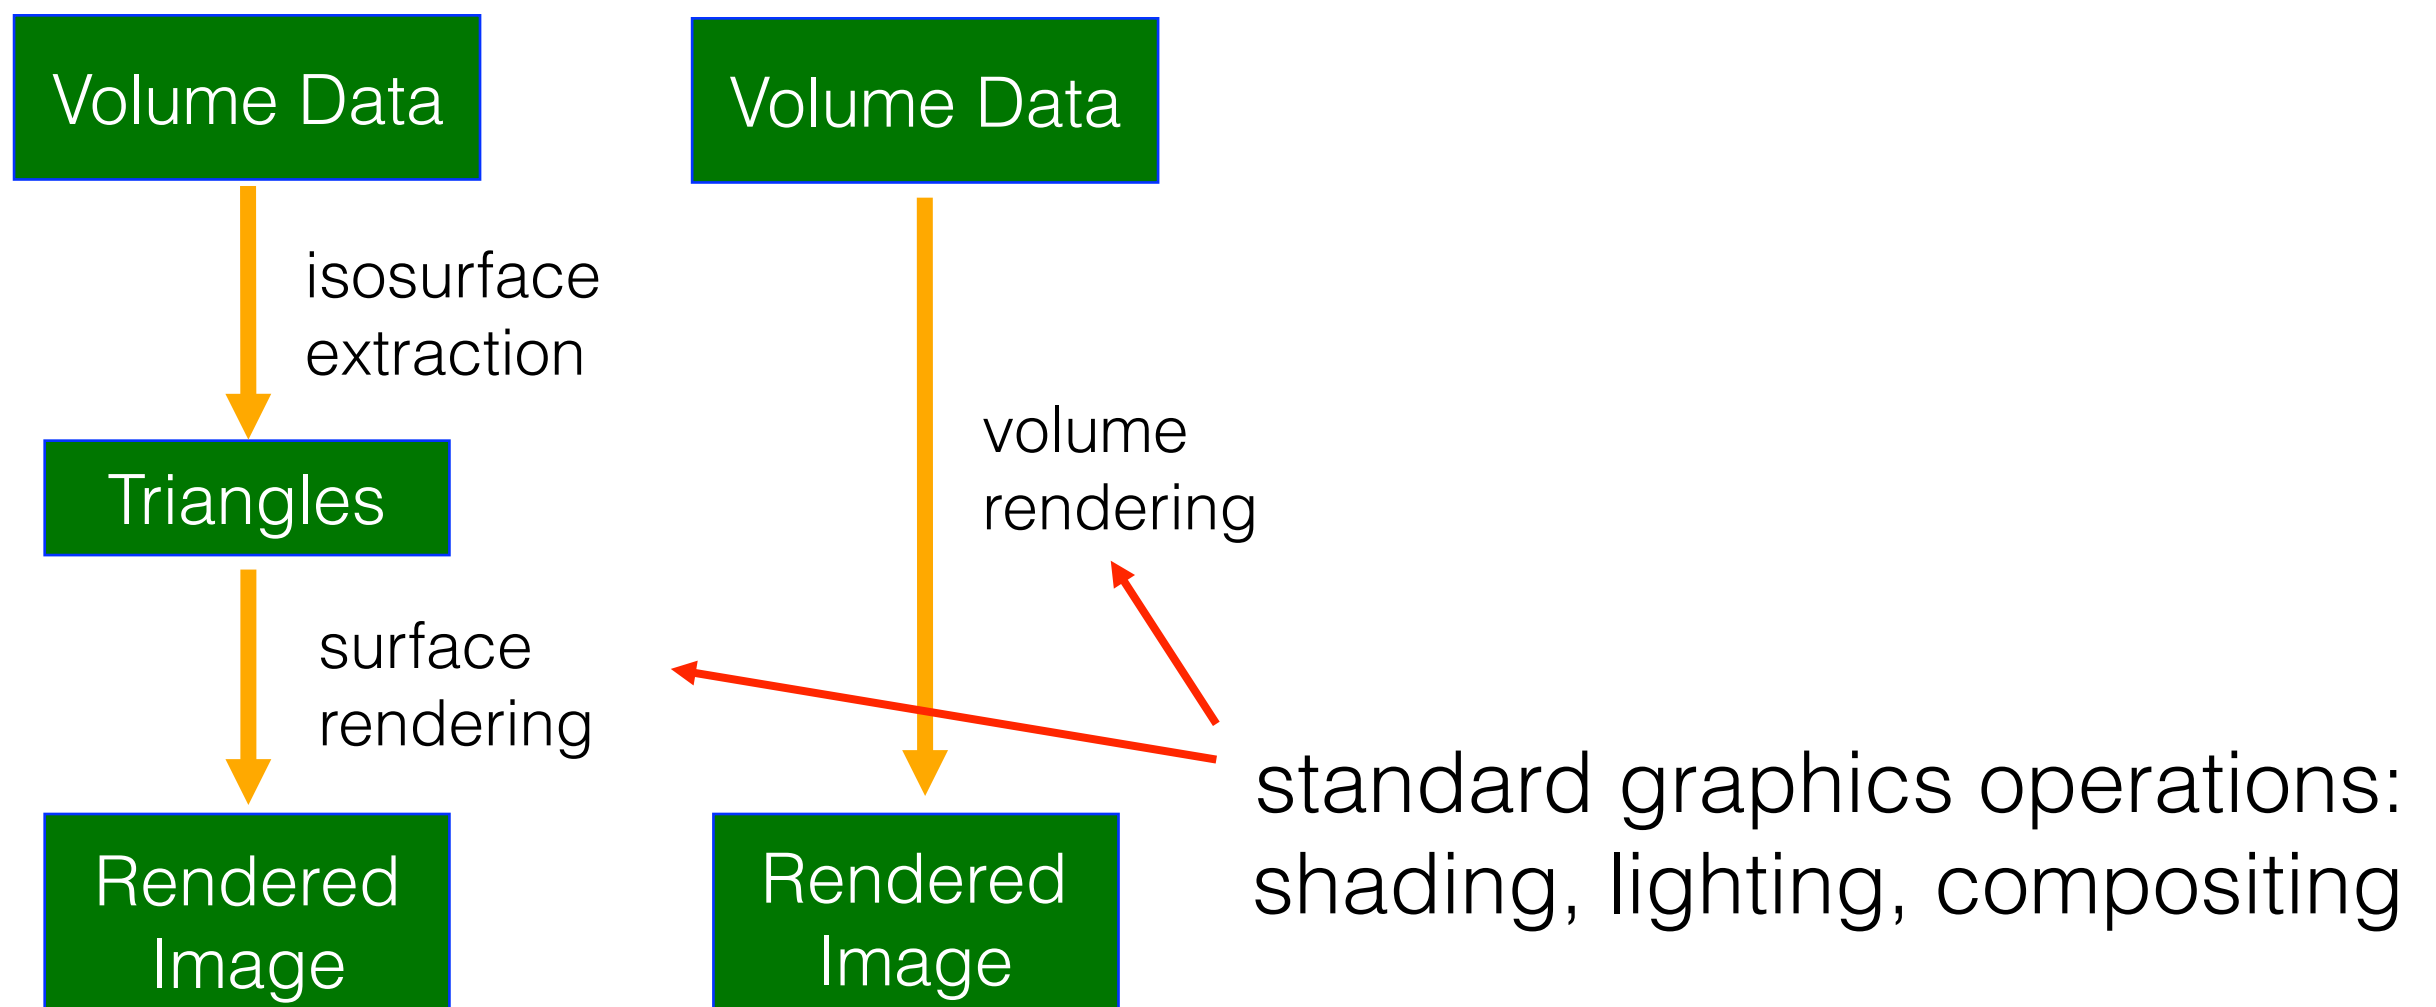 Volume Data
Volume Data
isosurface
extraction
volume
rendering
Triangles
surface
rendering
standard graphics operations:
shading, lighting, compositing
Rendered
Image
Rendered
Image